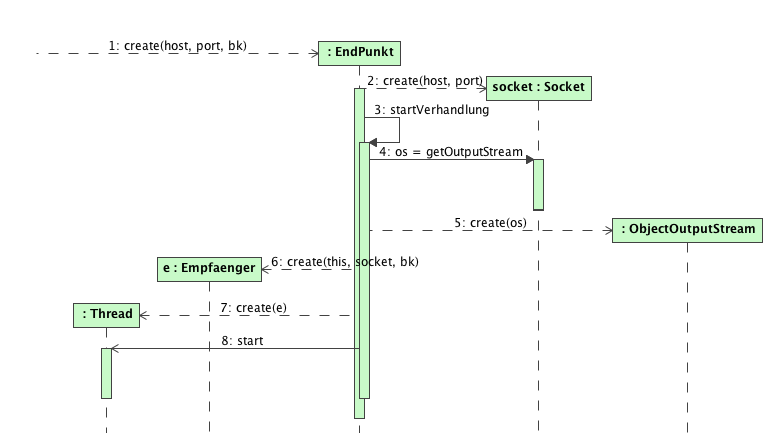 1: create(host, port, bk)
: EndPunkt
2: create(host, port)
socket : Socket
3: startVerhandlung
4: os = getOutputStream
5: create(os)
: ObjectOutputStream
e : Empfaenger
6: create(this, socket, bk)
: Thread
7: create(e)
8: start